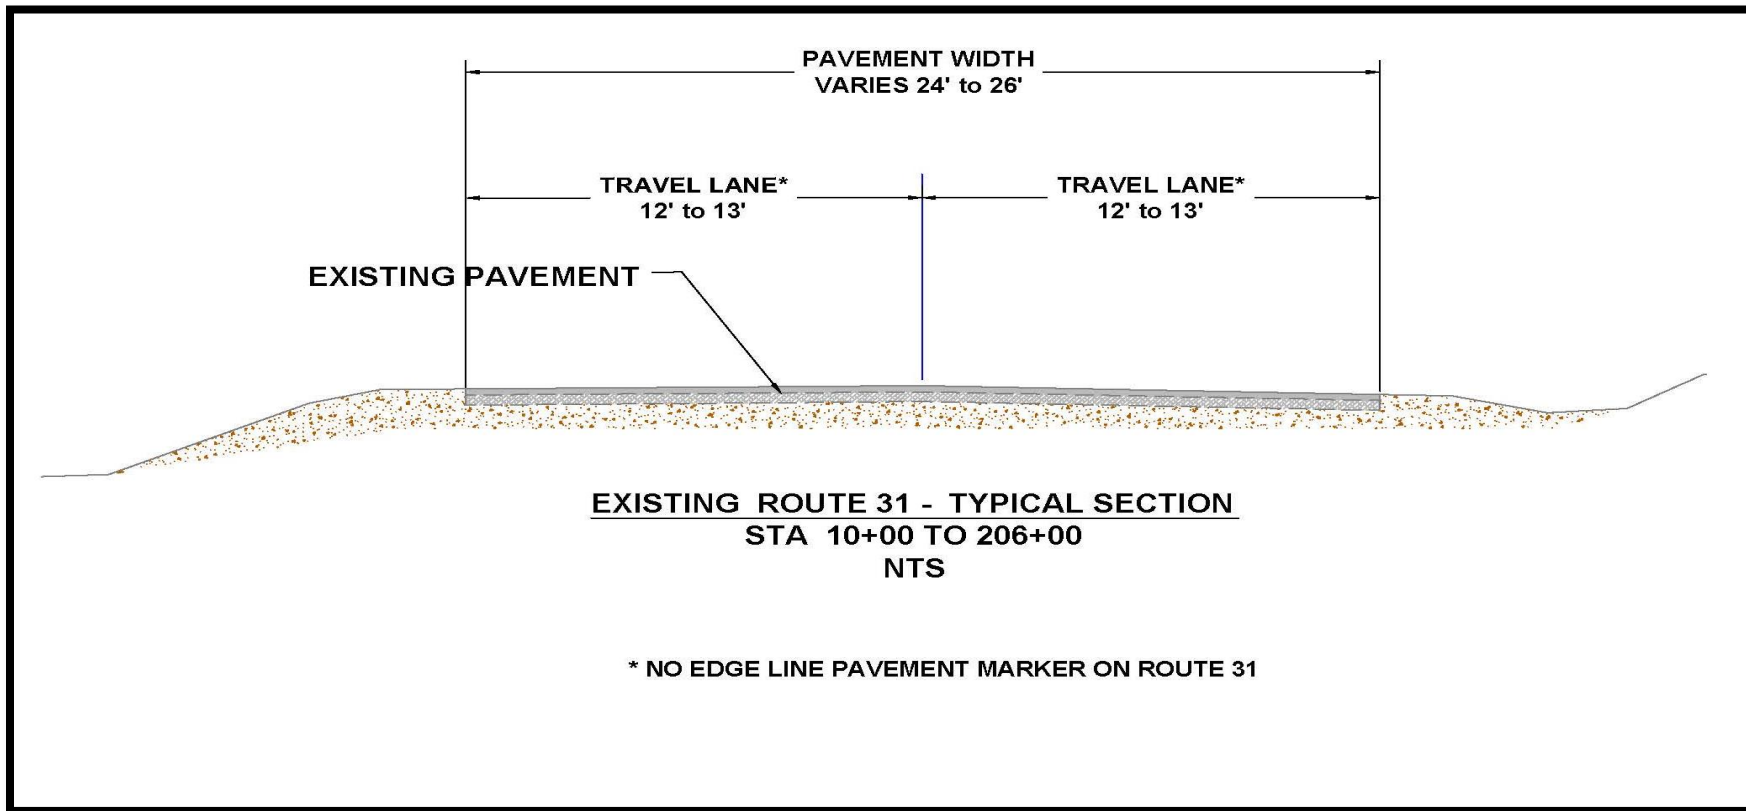 PAVEMENT WIDTH
VARIES 24' to 26'
TRAVEL LANE*
12' to 13'
TRAVEL LANE*
12' to 13'
EXISTING PAVEMENT
EXISTING ROUTE 31 - TYPICAL SECTION
STA 10+00 TO 206+00
NTS
* NO EDGE LINE PAVEMENT MARKER ON ROUTE 31